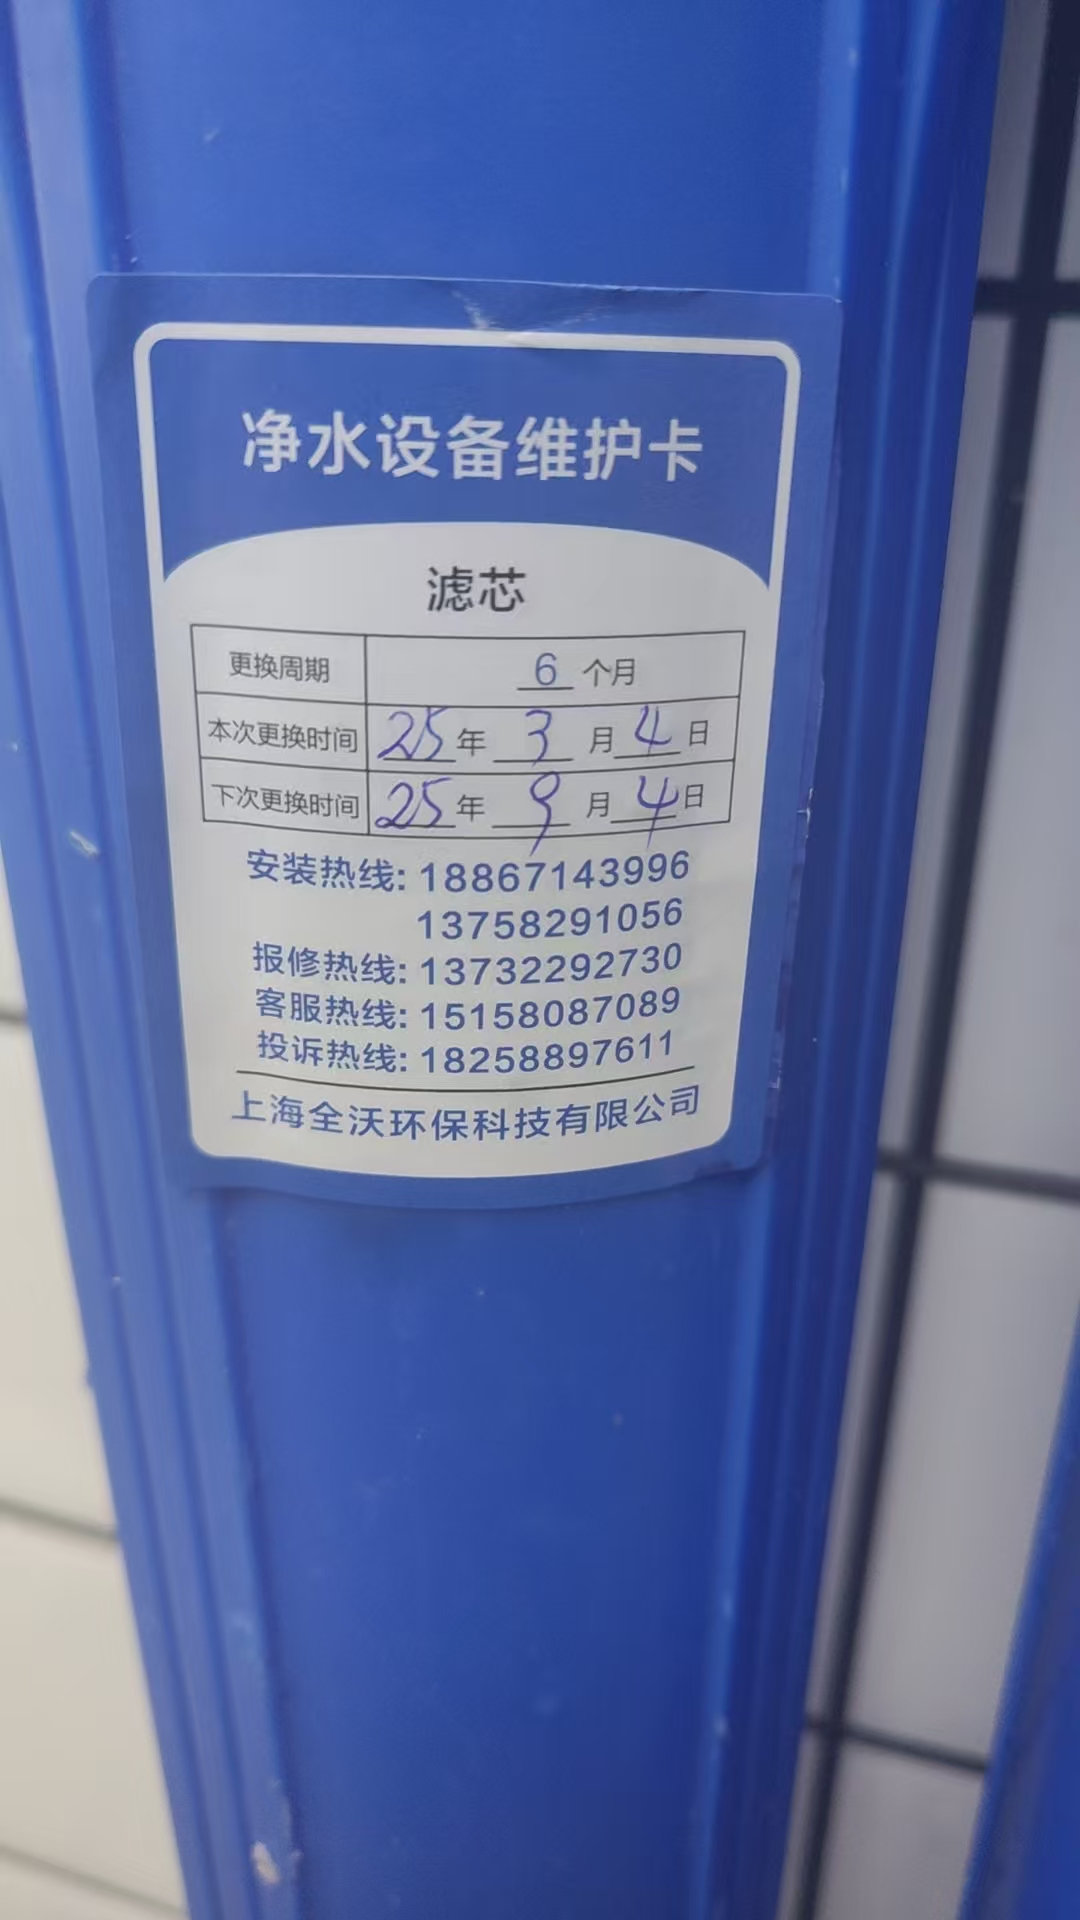 净水设备维护卡
滤芯
更换周期 6 个月
本次更换时间 25 年 3 月 4 日
下次更换时间 25 年 9 月 4 日
安装热线: 18867143996
13758291056
报修热线: 13732292730
客服热线: 15158087089
投诉热线: 18258897611
上海全沃环保科技有限公司